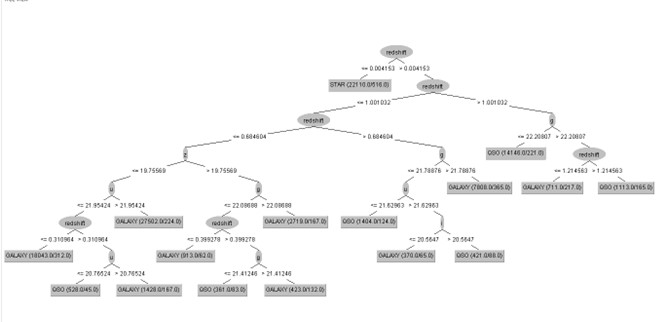 redshift
<= 0.004153 > 0.004153
STAR (22110.0/516.0)
redshift
<= 1.001032 > 1.001032
redshift
g
<= 0.684604 > 0.684604
<= 22.20807 > 22.20807
z
g
QSO (14146.0/221.0)
redshift
<= 19.75569 > 19.75569
<= 21.78876 > 21.78876
<= 1.214563 > 1.214563
u
g
u
GALAXY (7808.0/365.0)
GALAXY (711.0/217.0)
QSO (1113.0/165.0)
<= 21.95424 > 21.95424
<= 22.08688 > 22.08688
<= 21.62963 > 21.62963
redshift
GALAXY (27502.0/224.0)
redshift
GALAXY (2719.0/167.0)
QSO (1404.0/124.0)
i
<= 0.310964 > 0.310964
<= 0.399278 > 0.399278
<= 20.5847 > 20.5847
GALAXY (18043.0/312.0)
u
GALAXY (913.0/82.0)
g
GALAXY (370.0/65.0)
QSO (421.0/88.0)
<= 20.76524 > 20.76524
<= 21.41246 > 21.41246
QSO (528.0/45.0)
GALAXY (1428.0/167.0)
QSO (381.0/83.0)
GALAXY (423.0/132.0)